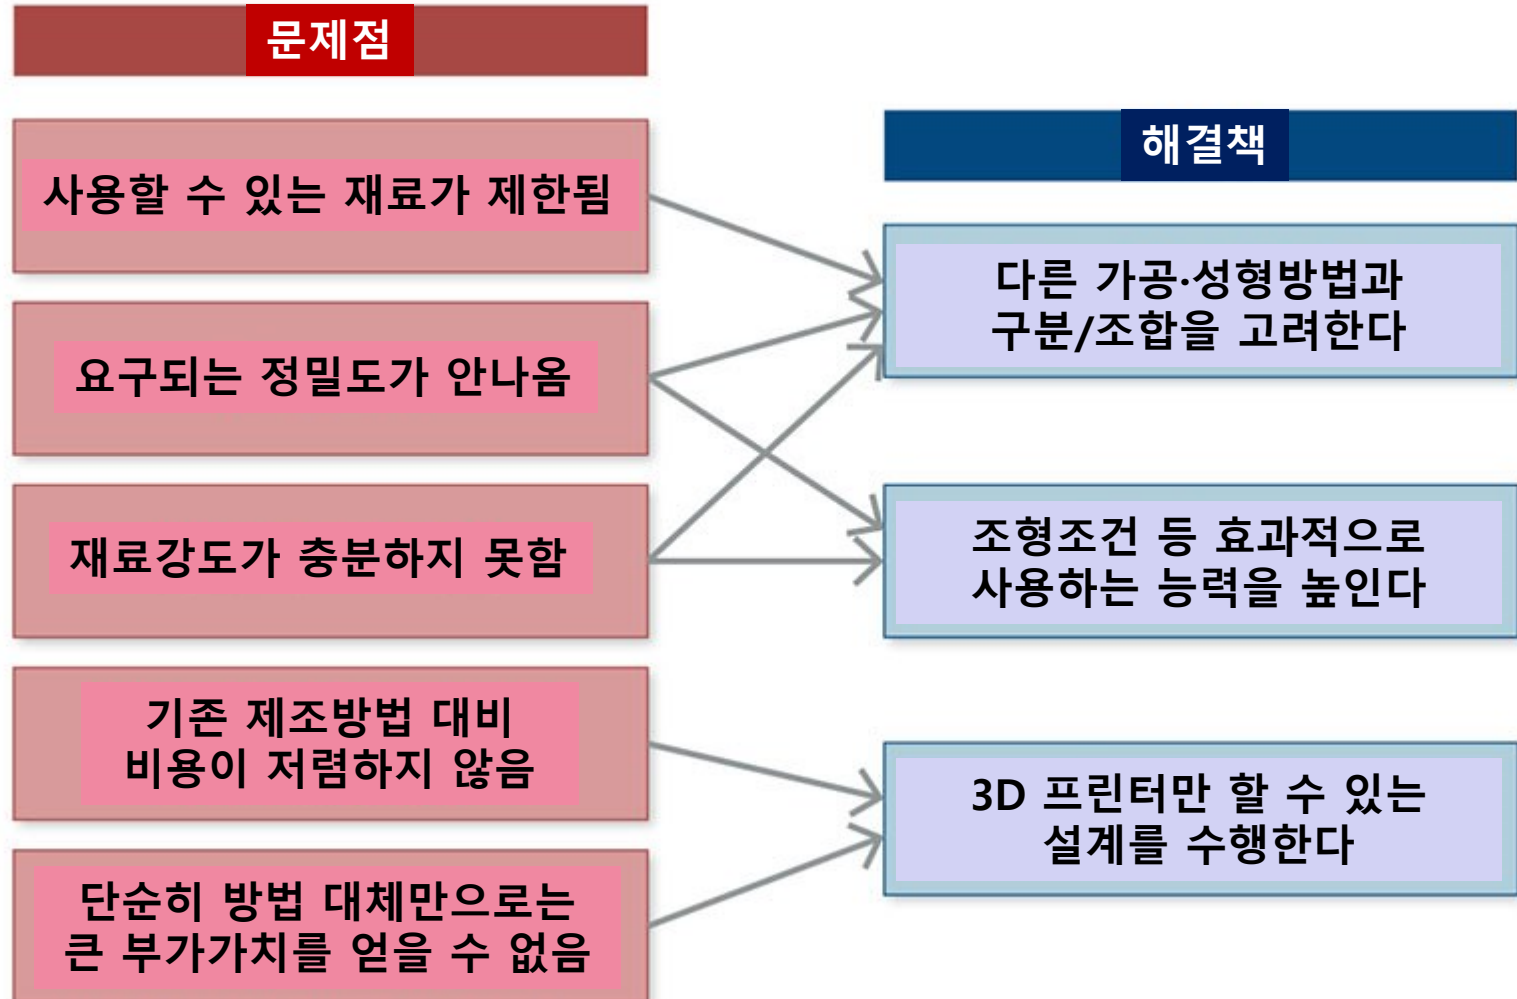 문제점
사용할 수 있는 재료가 제한됨
요구되는 정밀도가 안나옴
재료강도가 충분하지 못함
기존 제조방법 대비
비용이 저렴하지 않음
단순히 방법 대체만으로는
큰 부가가치를 얻을 수 없음
해결책
다른 가공·성형방법과
구분/조합을 고려한다
조형조건 등 효과적으로
사용하는 능력을 높인다
3D 프린터만 할 수 있는
설계를 수행한다